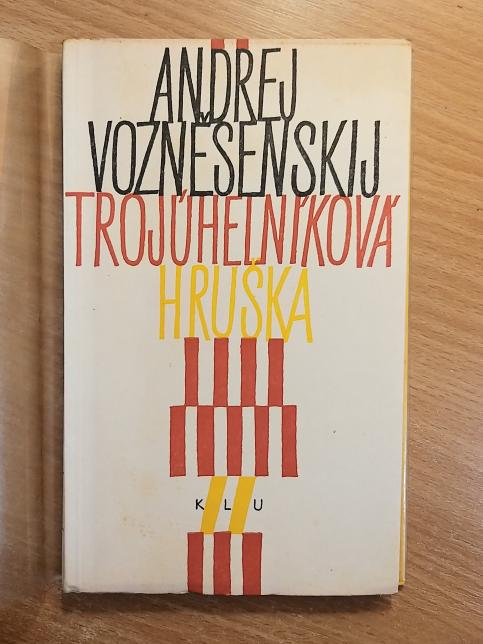 ANDREJ
VOZNĚSENSKIJ
TROJÚHELNÍKOVÁ
HRUŠKA
KLU